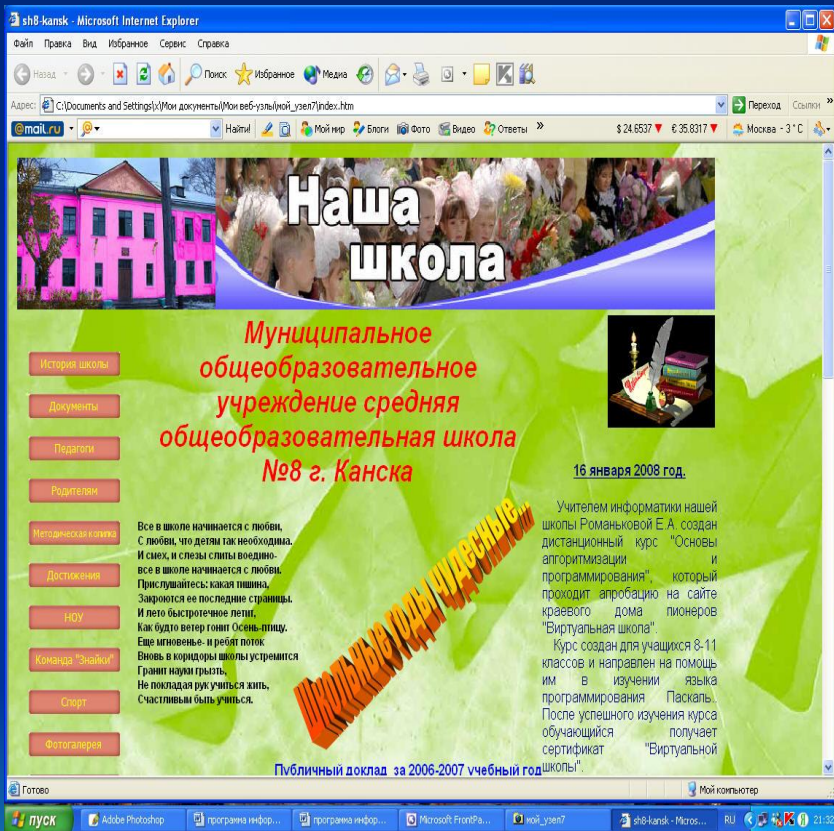 sh8-kansk - Microsoft Internet Explorer
Файл Правка Вид Избранное Сервис Справка
Назад Поиск Избранное Медиа
Адрес: C:\Documents and Settings\x\Мои документы\Мои веб-узлы\мой_узел7\index.htm Переход Ссылки »
@mail.ru Найти! Мой мир Блоги Фото Видео Ответы » $ 24.6537 € 35.8317 Москва - 3 °C
Наша
школа
Муниципальное
общеобразовательное
учреждение средняя
общеобразовательная школа
№8 г. Канска
История школы
Документы
Педагоги
Родителям
Методическая копилка
Достижения
НОУ
Команда "Знайки"
Спорт
Фотогалерея
Все в школе начинается с любви,
С любви, что детям так необходима.
И смех, и слезы слиты воедино-
все в школе начинается с любви.
Прислушайтесь: какая тишина,
Закроются ее последние страницы.
И лето быстротечное летит,
Как будто ветер гонит Осень-птицу.
Еще мгновенье- и ребят поток
Вновь в коридоры школы устремится
Гранит науки грызть,
Не покладая рук учиться жить,
Счастливым быть учиться.
Школьные годы чудесные...
Публичный доклад за 2006-2007 учебный год
16 января 2008 год.
Учителем информатики нашей
школы Романьковой Е.А. создан
дистанционный курс "Основы
алгоритмизации и
программирования", который
проходит апробацию на сайте
краевого дома пионеров
"Виртуальная школа".
Курс создан для учащихся 8-11
классов и направлен на помощь
им в изучении языка
программирования Паскаль.
После успешного изучения курса
обучающийся получает
сертификат "Виртуальной
школы".
Готово Мой компьютер
пуск Adobe Photoshop программа инфор... программа инфор... Microsoft FrontPa... мой_узел7 sh8-kansk - Micros... RU 21:32